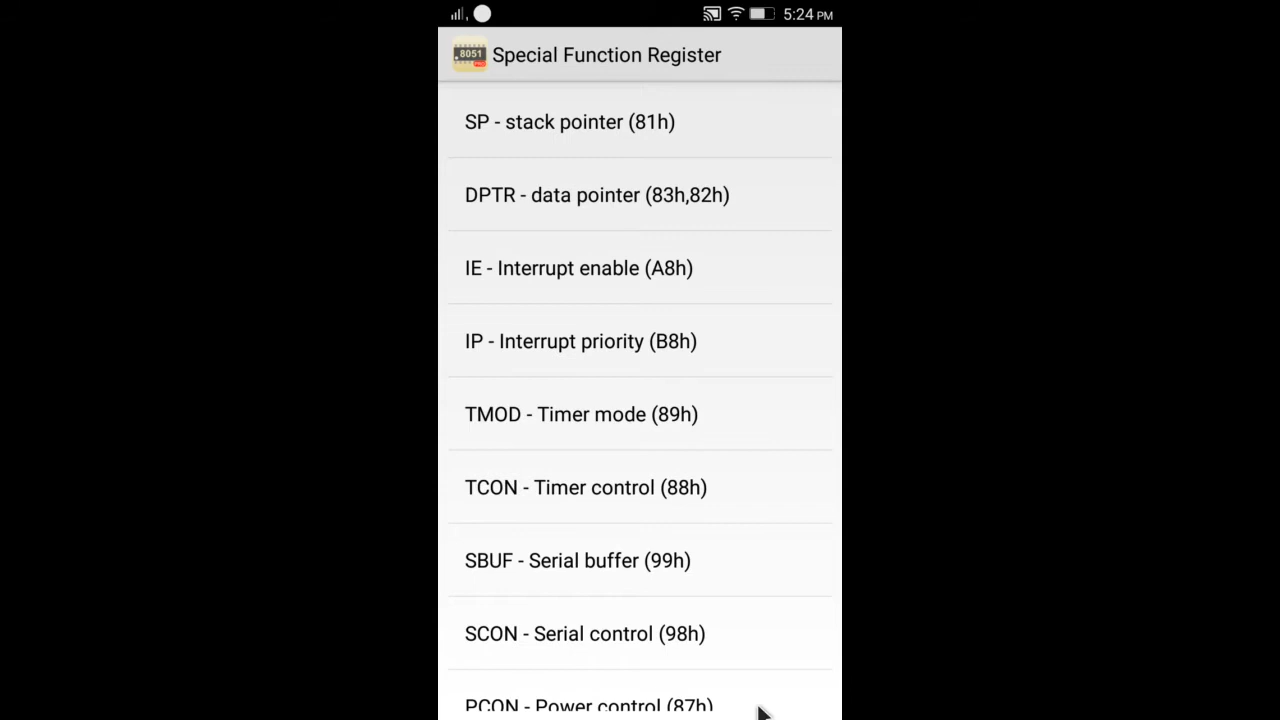 5:24 PM
8051
Special Function Register
SP - stack pointer (81h)
DPTR - data pointer (83h,82h)
IE - Interrupt enable (A8h)
IP - Interrupt priority (B8h)
TMOD - Timer mode (89h)
TCON - Timer control (88h)
SBUF - Serial buffer (99h)
SCON - Serial control (98h)
PCON - Power control (87h)